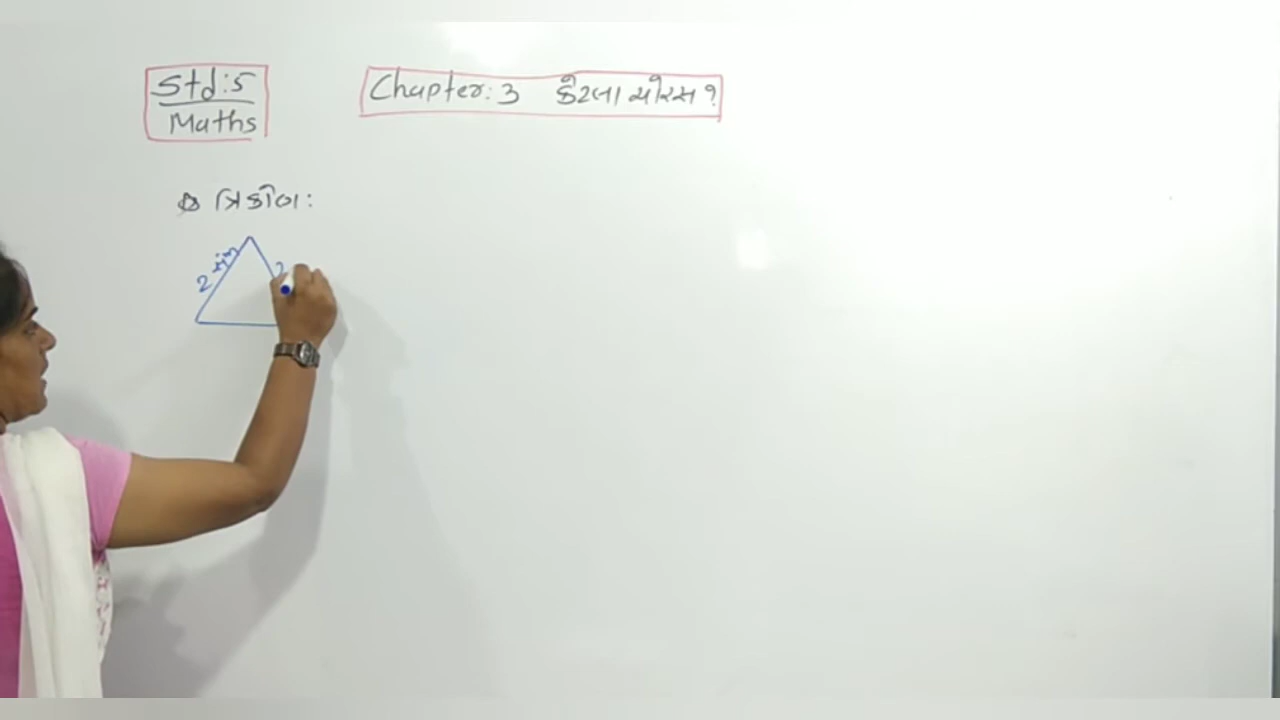 Std:5
Maths
Chapter: 3 કેટલા ચોરસ ?
ત્રિકોણ :
2 સેમી
2